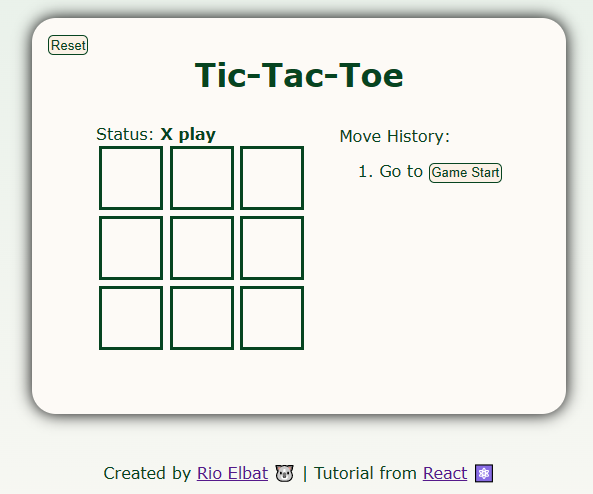 Reset
Tic-Tac-Toe
Status: X play
Move History:
1. Go to Game Start
Created by Rio Elbat 🐨 | Tutorial from React ⚛️